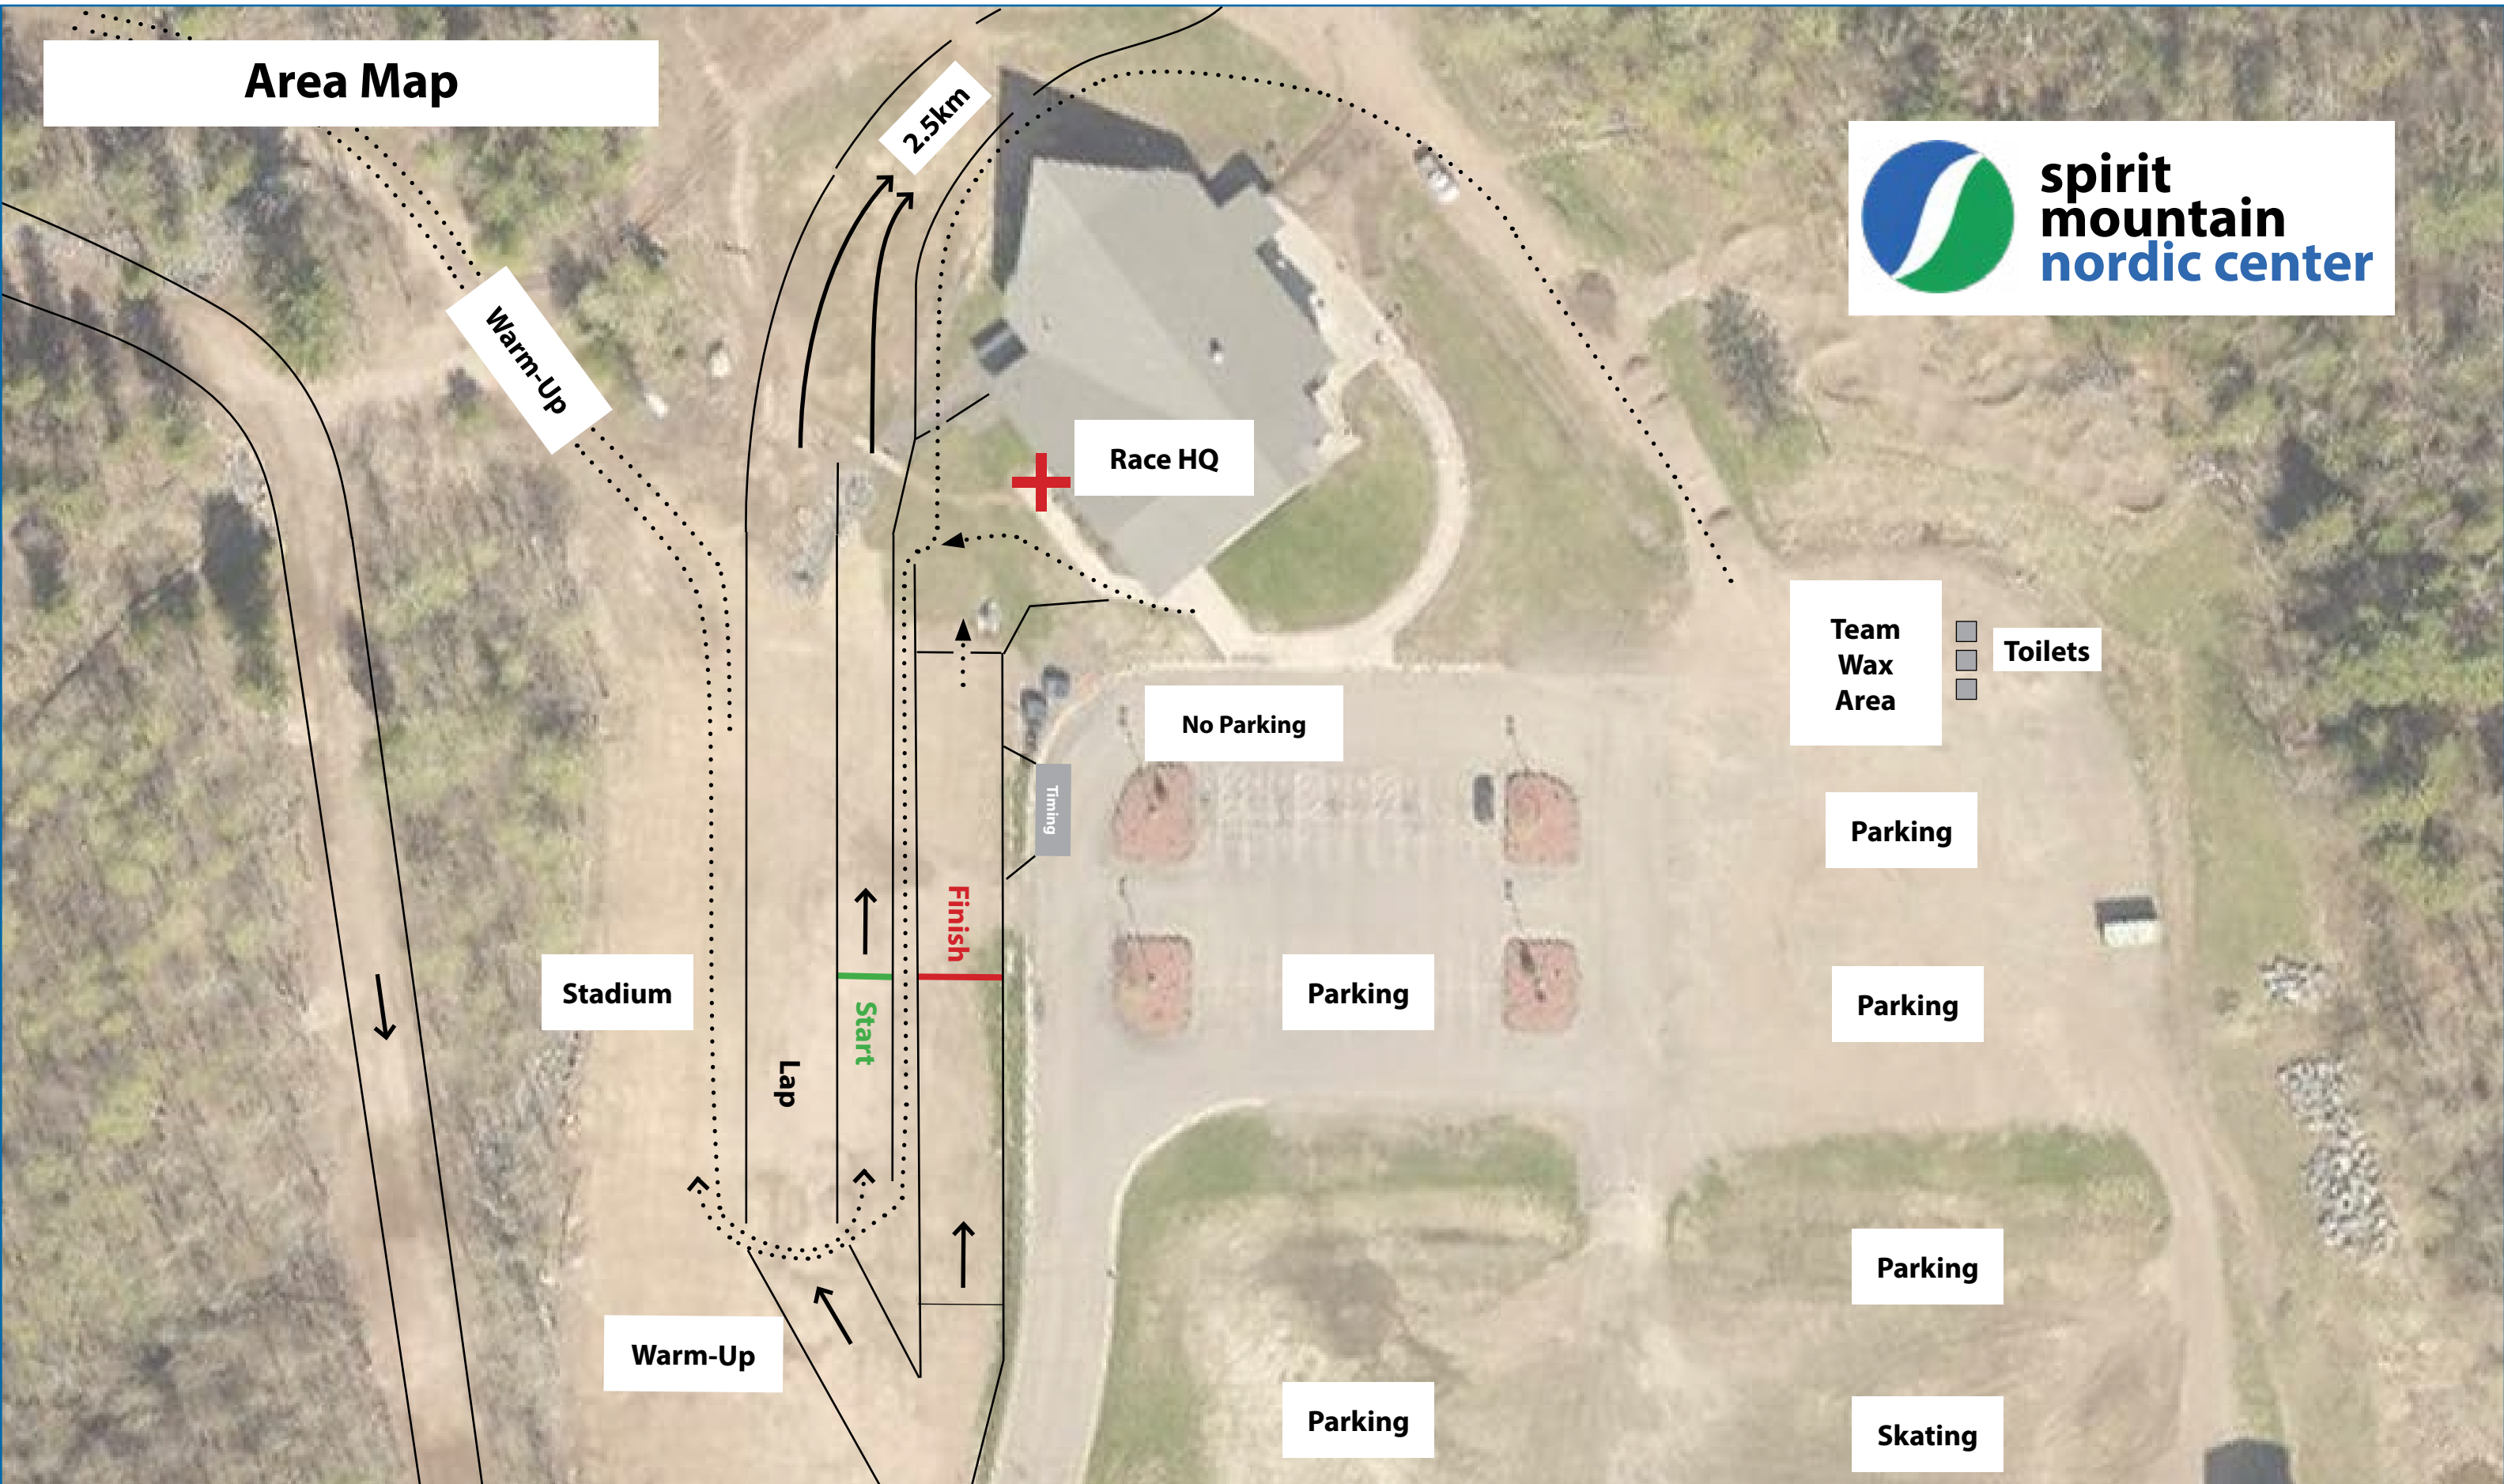 Area Map
2.5km
spirit
mountain
nordic center
Warm-Up
Race HQ
Team
Wax
Area
Toilets
No Parking
Timing
Parking
Finish
Stadium
Start
Parking
Parking
Lap
Parking
Warm-Up
Parking
Skating